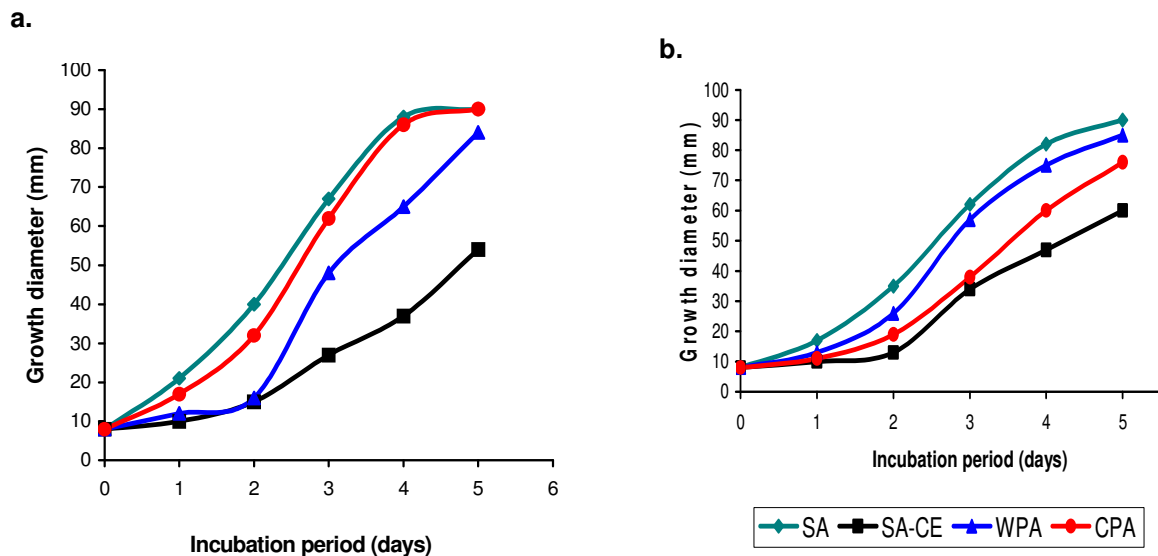 a.
100
90
80
70
60
50
40
30
20
10
0
Growth diameter (mm)
0 1 2 3 4 5 6
Incubation period (days)
b.
100
90
80
70
60
50
40
30
20
10
0
Growth diameter (mm)
0 1 2 3 4 5
Incubation period (days)
SA SA-CE WPA CPA